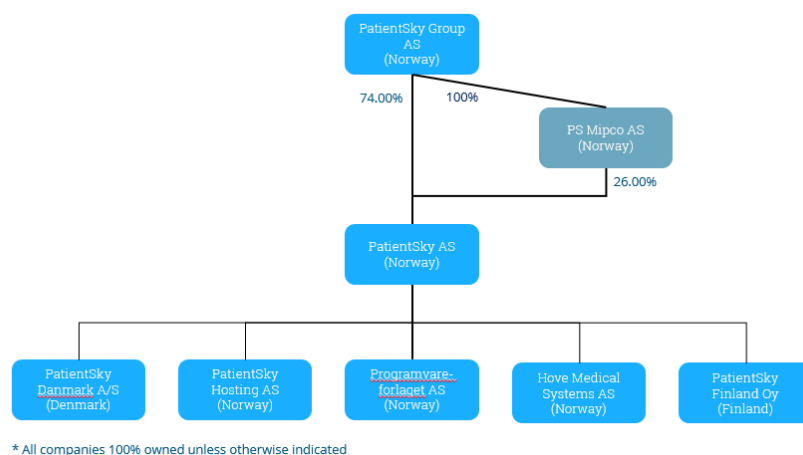 PatientSky Group
AS
(Norway)
74.00%
100%
PS Mipco AS
(Norway)
26.00%
PatientSky AS
(Norway)
PatientSky
Danmark A/S
(Denmark)
PatientSky
Hosting AS
(Norway)
Programvare-
forlaget AS
(Norway)
Hove Medical
Systems AS
(Norway)
PatientSky
Finland Oy
(Finland)
* All companies 100% owned unless otherwise indicated